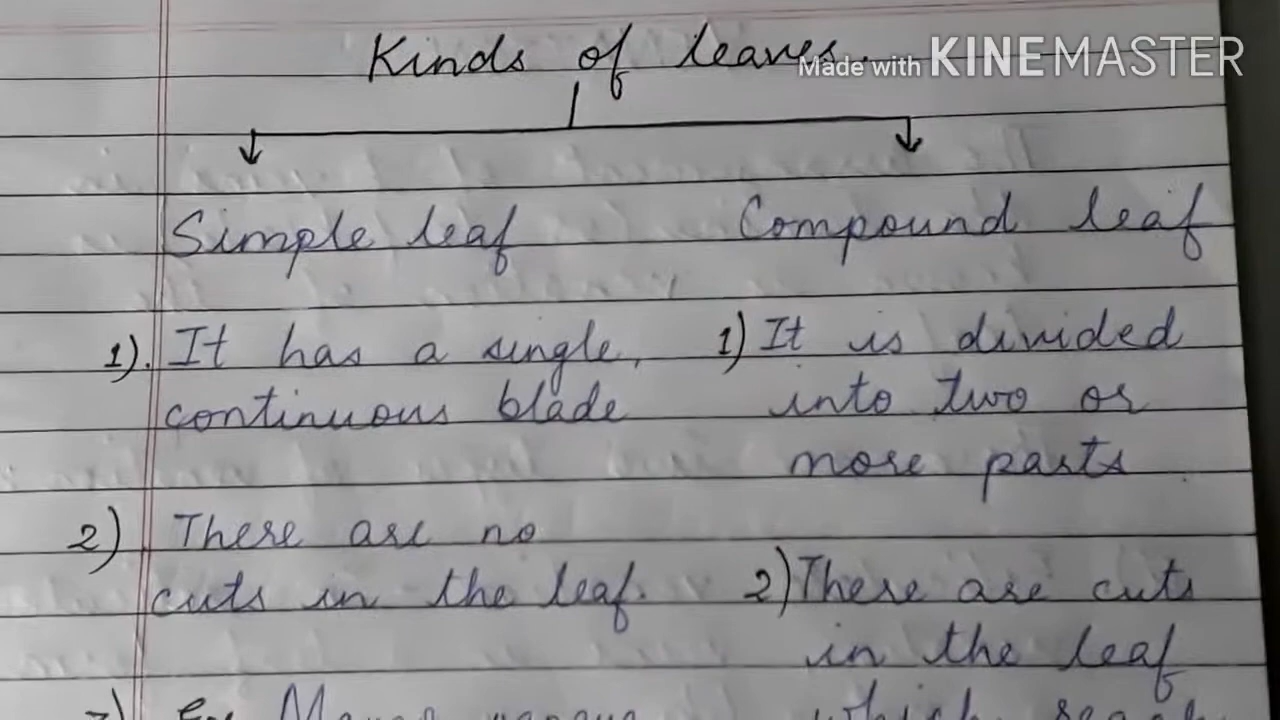 Kinds of leaves.
Made with KINEMASTER
Simple leaf
1). It has a single,
continuous blade
2) There are no
cuts in the leaf.
Compound leaf
1) It is divided
into two or
more parts.
2) There are cuts
in the leaf